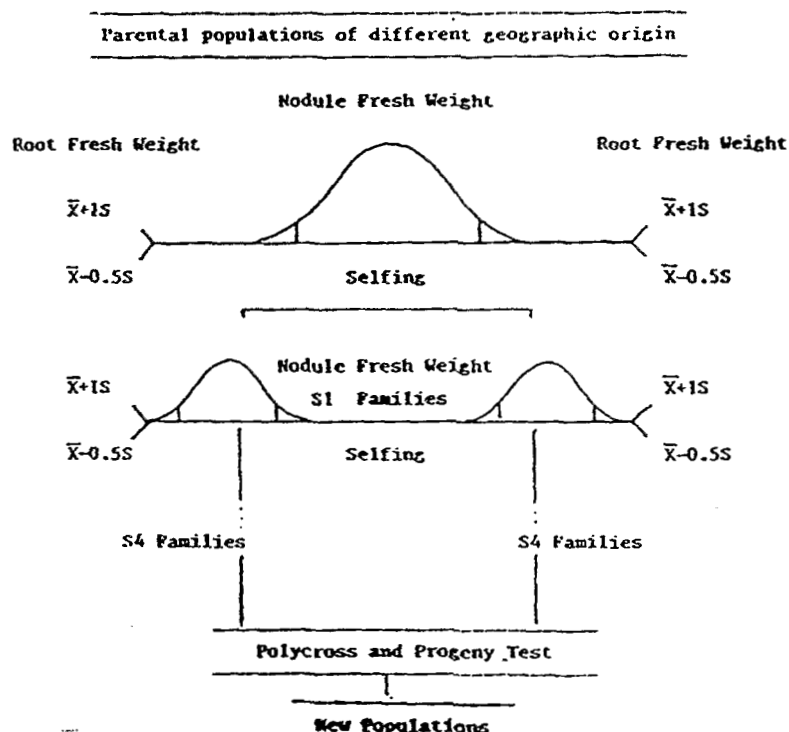 Parental populations of different geographic origin
Nodule Fresh Weight
Root Fresh Weight
Root Fresh Weight
X̅+1S
X̅+1S
X̅-0.5S
Selfing
X̅-0.5S
Nodule Fresh Weight
X̅+1S
S1 Families
X̅+1S
X̅-0.5S
Selfing
X̅-0.5S
S4 Families
S4 Families
Polycross and Progeny Test
New Populations